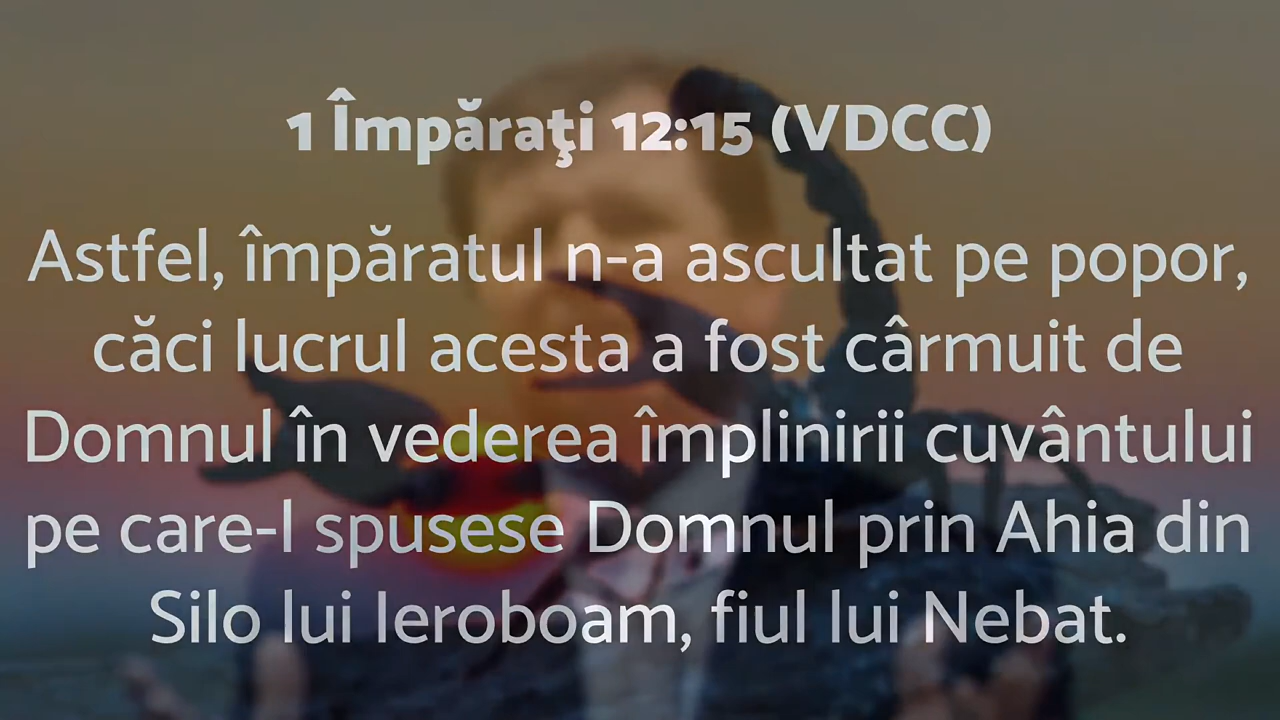 1 Împăraţi 12:15 (VDCC)
Astfel, împăratul n-a ascultat pe popor,
căci lucrul acesta a fost cârmuit de
Domnul în vederea împlinirii cuvântului
pe care-l spusese Domnul prin Ahia din
Silo lui Ieroboam, fiul lui Nebat.